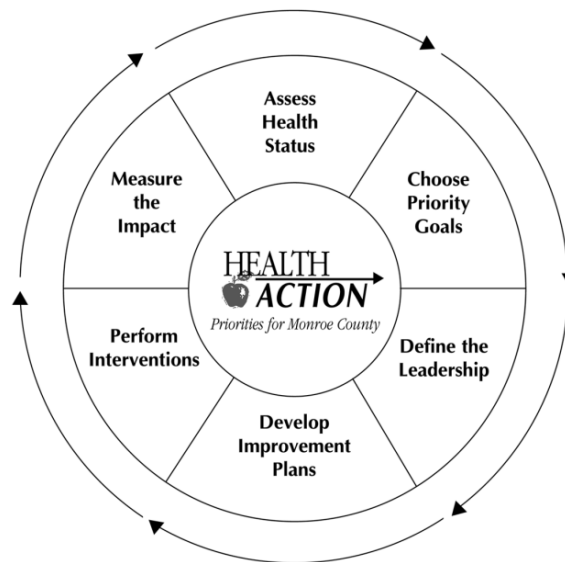 Assess
Health
Status
Choose
Priority
Goals
Define the
Leadership
Develop
Improvement
Plans
Perform
Interventions
Measure
the
Impact
HEALTH
ACTION
Priorities for Monroe County